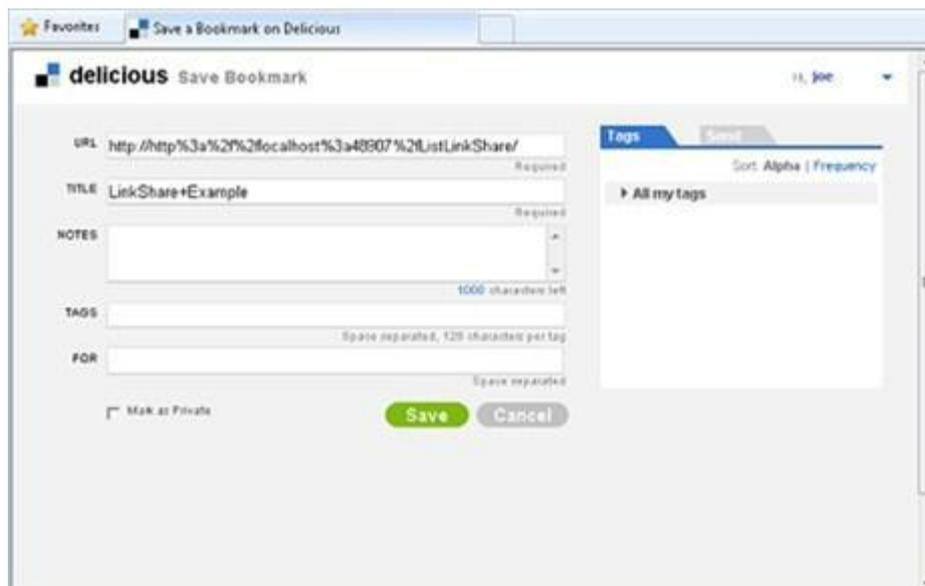 Favorites
Save a Bookmark on Delicious
delicious Save Bookmark
Hi, joe
URL
http://http%3a%2f%2flocalhost%3a48907%2fListLinkShare/
Required
TITLE
LinkShare+Example
Required
NOTES
1000 characters left
TAGS
Space separated, 128 characters per tag
FOR
Space separated
Mark as Private
Save
Cancel
Tags
Send
Sort: Alpha | Frequency
All my tags